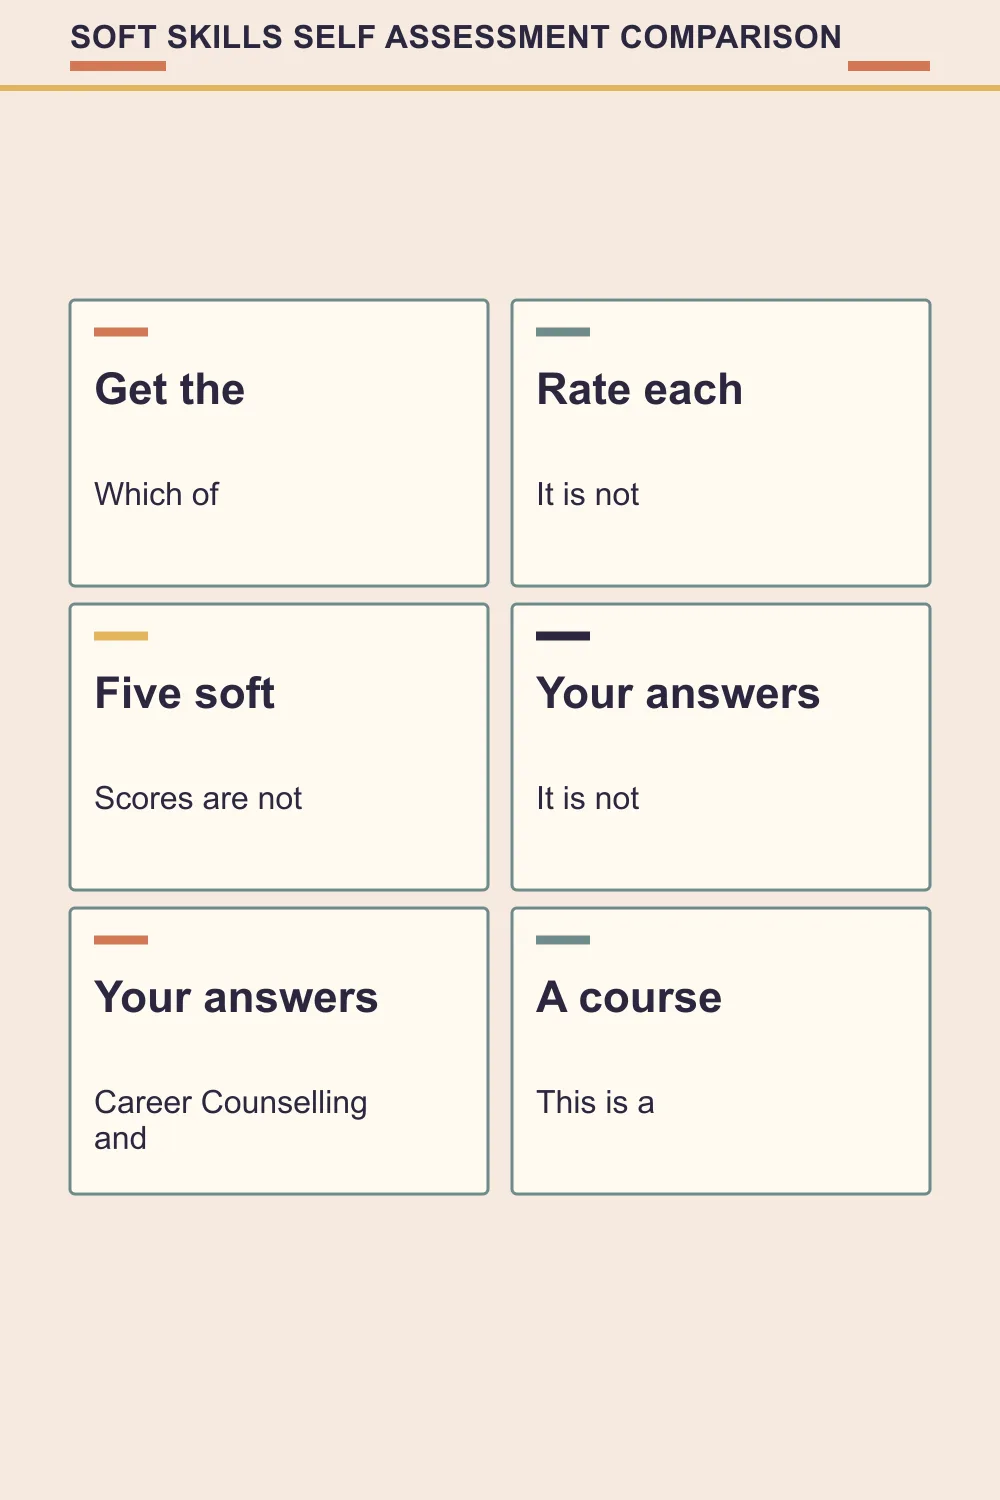 SOFT SKILLS SELF ASSESSMENT COMPARISON
Get the
Which of
Rate each
It is not
Five soft
Scores are not
Your answers
It is not
Your answers
Career Counselling
and
A course
This is a